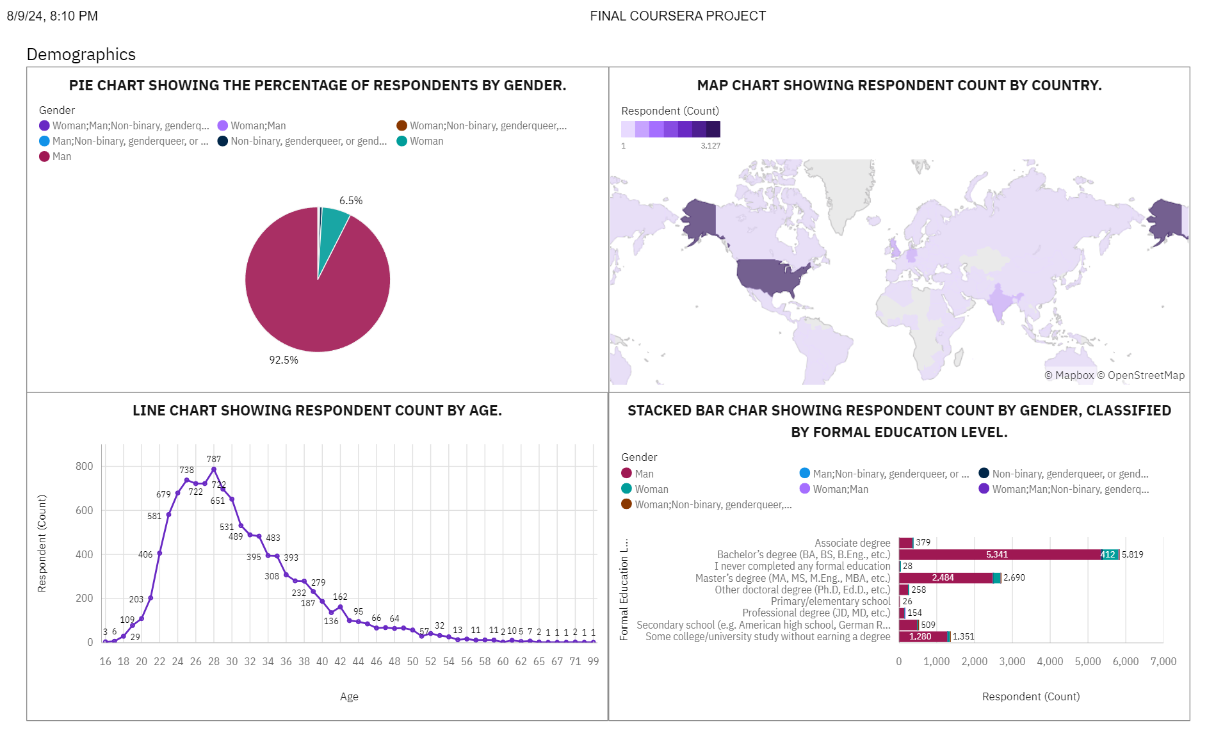 8/9/24, 8:10 PM FINAL COURSERA PROJECT
Demographics
PIE CHART SHOWING THE PERCENTAGE OF RESPONDENTS BY GENDER.
Gender
Woman;Man;Non-binary, genderq... Woman;Man Woman;Non-binary, genderqueer,...
Man;Non-binary, genderqueer, or ... Non-binary, genderqueer, or gend... Woman
Man
6.5%
92.5%
MAP CHART SHOWING RESPONDENT COUNT BY COUNTRY.
Respondent (Count)
1 3,127
© Mapbox © OpenStreetMap
LINE CHART SHOWING RESPONDENT COUNT BY AGE.
Respondent (Count)
800
600
400
200
0
3 6 109 29 203 406 581 679 738 722 787 722 651 531 489 483 395 393 308 279 232 187 136 162 95 66 64 57 32 13 11 11 2 10 5 7 2 1 1 1 2 1 1
16 18 20 22 24 26 28 30 32 34 36 38 40 42 44 46 48 50 52 54 56 58 60 62 65 67 71 99
Age
STACKED BAR CHAR SHOWING RESPONDENT COUNT BY GENDER, CLASSIFIED
BY FORMAL EDUCATION LEVEL.
Gender
Man Man;Non-binary, genderqueer, or ... Non-binary, genderqueer, or gend...
Woman Woman;Man Woman;Man;Non-binary, genderq...
Woman;Non-binary, genderqueer,...
Formal Education L...
Associate degree 379
Bachelor's degree (BA, BS, B.Eng., etc.) 5,341 412 5,819
I never completed any formal education 28
Master's degree (MA, MS, M.Eng., MBA, etc.) 2,484 2,690
Other doctoral degree (Ph.D, Ed.D., etc.) 258
Primary/elementary school 26
Professional degree (JD, MD, etc.) 154
Secondary school (e.g. American high school, German R... 509
Some college/university study without earning a degree 1,280 1,351
0 1,000 2,000 3,000 4,000 5,000 6,000 7,000
Respondent (Count)